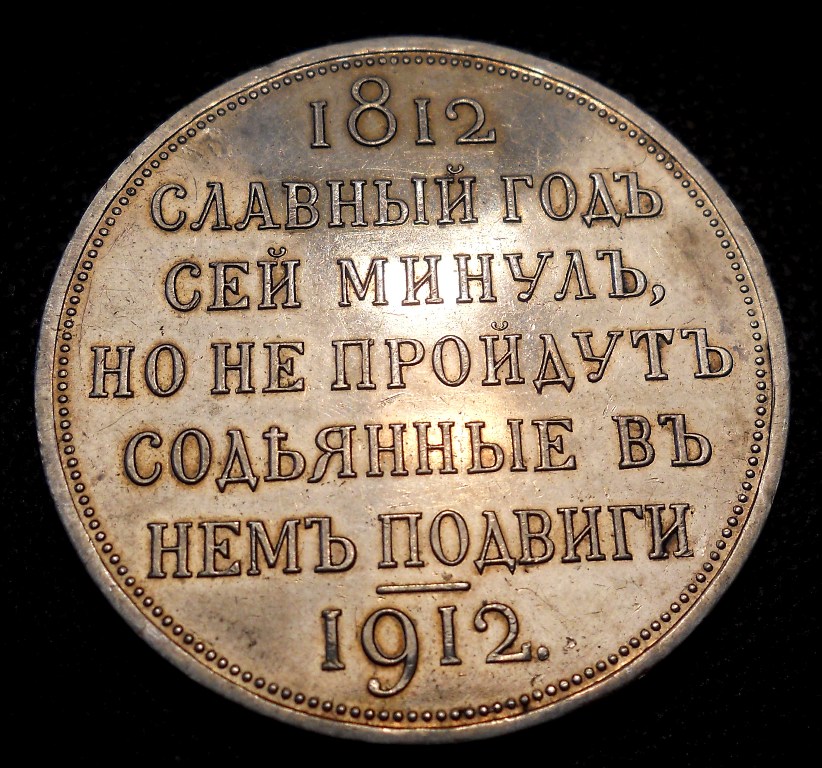 1812
СЛАВНЫЙ ГОДЪ
СЕЙ МИНУЛЪ,
НО НЕ ПРОЙДУТЪ
СОДѢЯННЫЕ ВЪ
НЕМЪ ПОДВИГИ
1912.